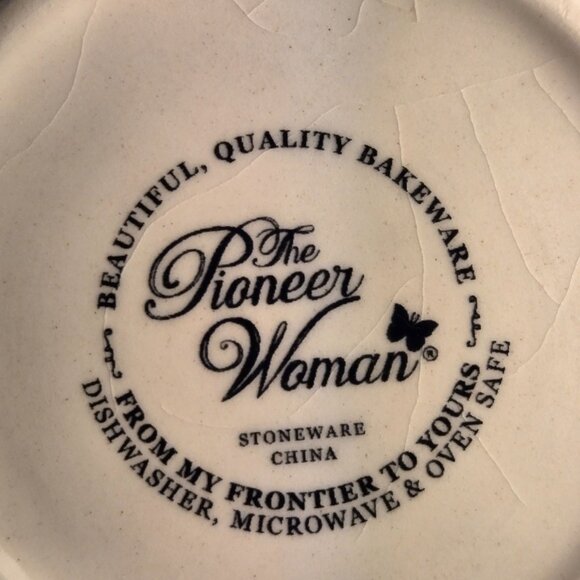 BEAUTIFUL, QUALITY BAKEWARE
The
Pioneer
Woman®
STONEWARE
CHINA
FROM MY FRONTIER TO YOURS
DISHWASHER, MICROWAVE & OVEN SAFE